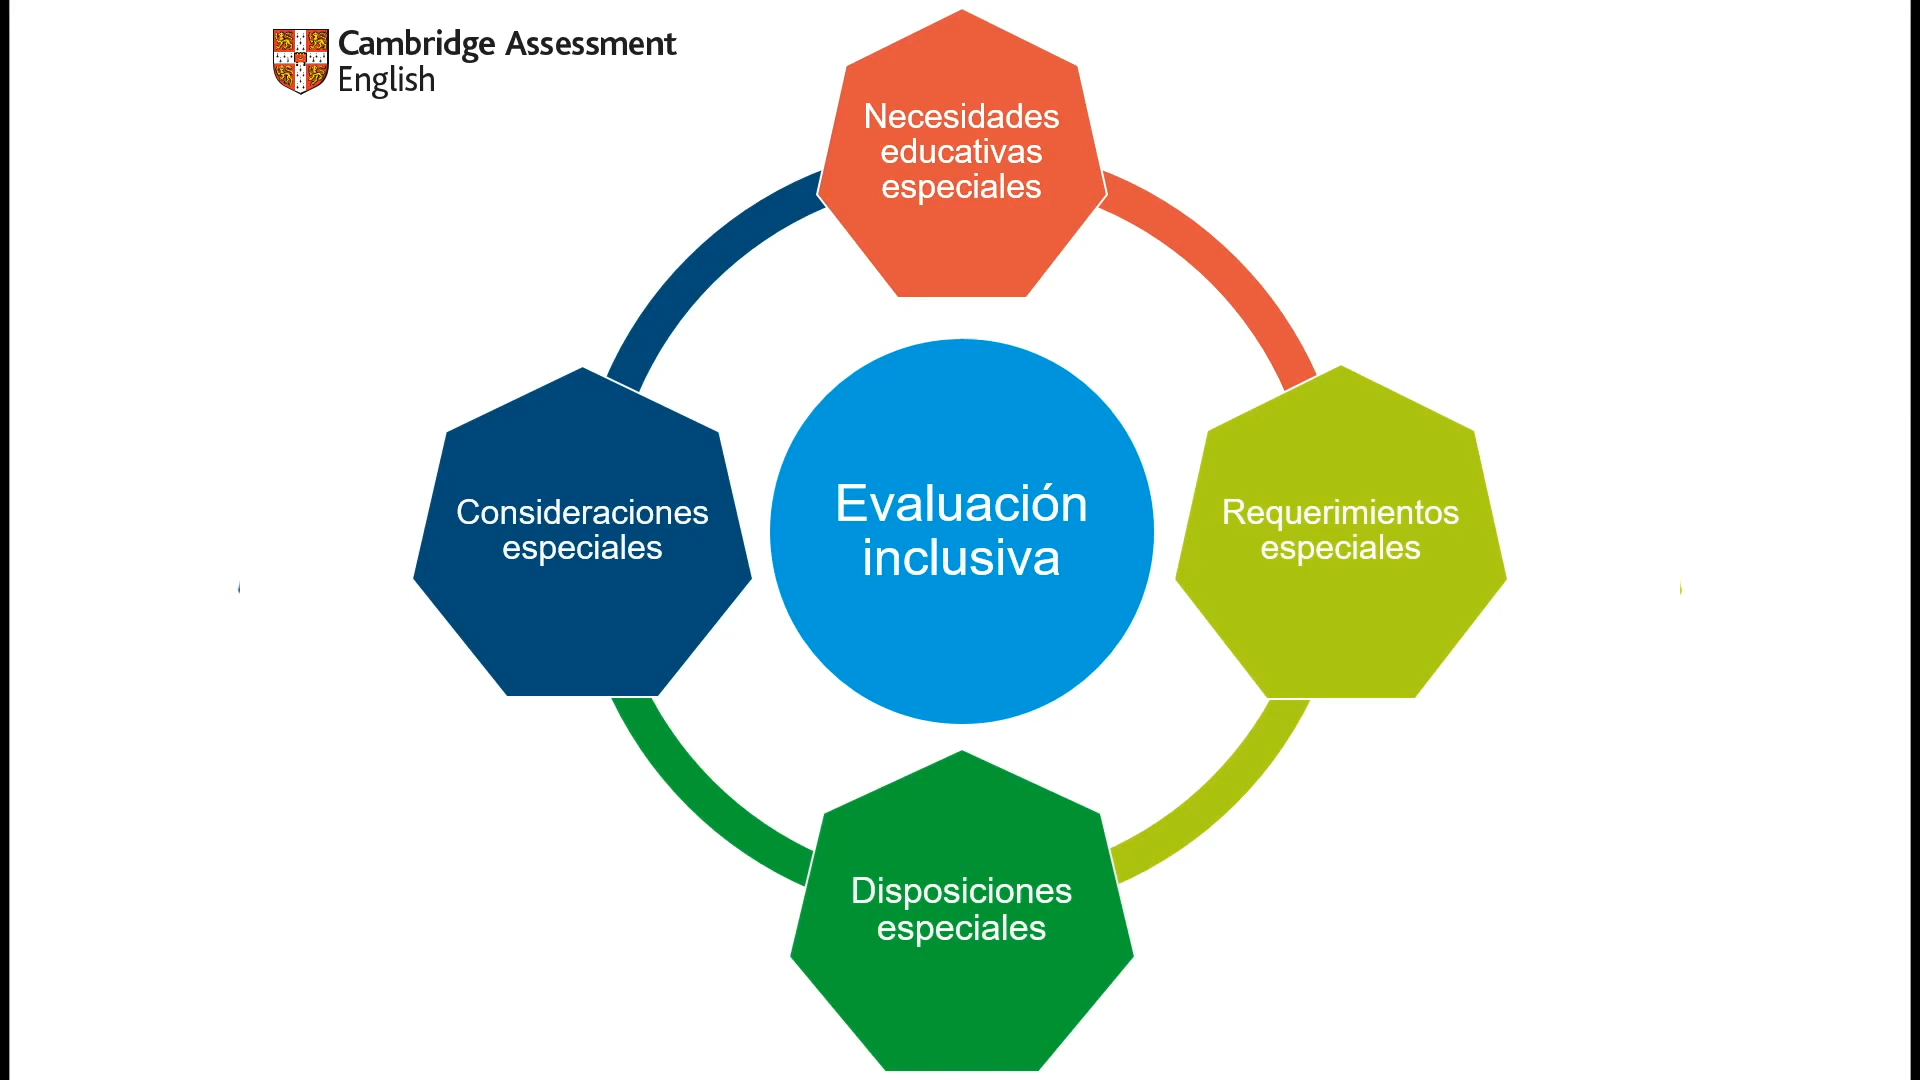 Cambridge Assessment
English
Necesidades
educativas
especiales
Consideraciones
especiales
Evaluación
inclusiva
Requerimientos
especiales
Disposiciones
especiales